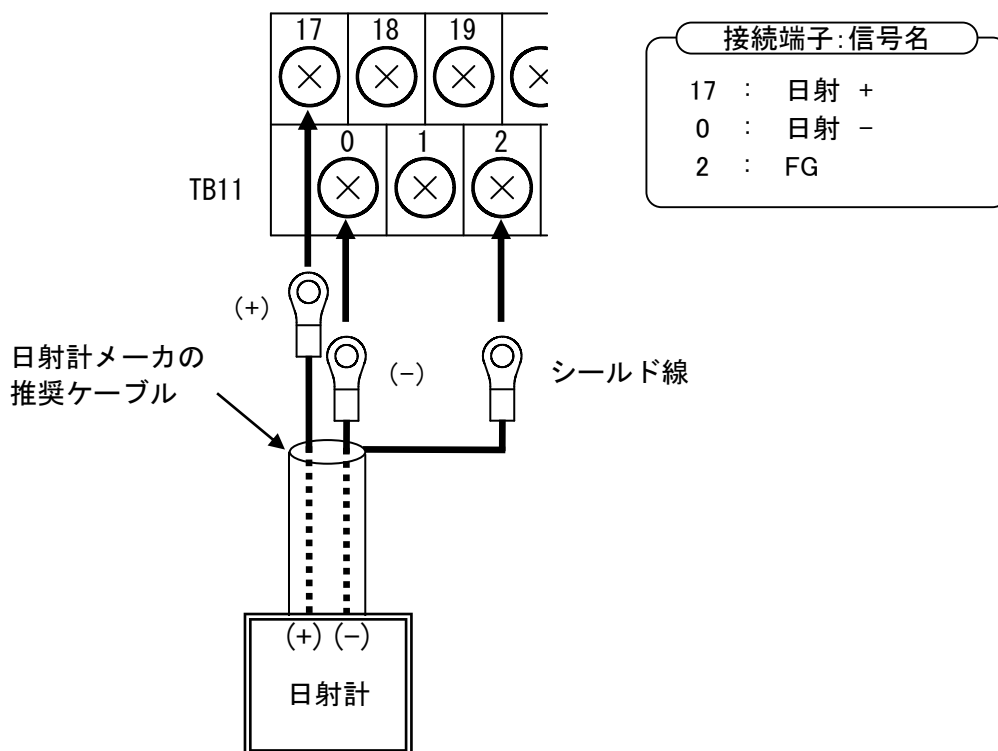 17 18 19
接続端子:信号名
17 : 日射 +
0 : 日射 -
2 : FG
0 1 2
TB11
(+)
(-)
シールド線
日射計メーカの
推奨ケーブル
(+) (-)
日射計